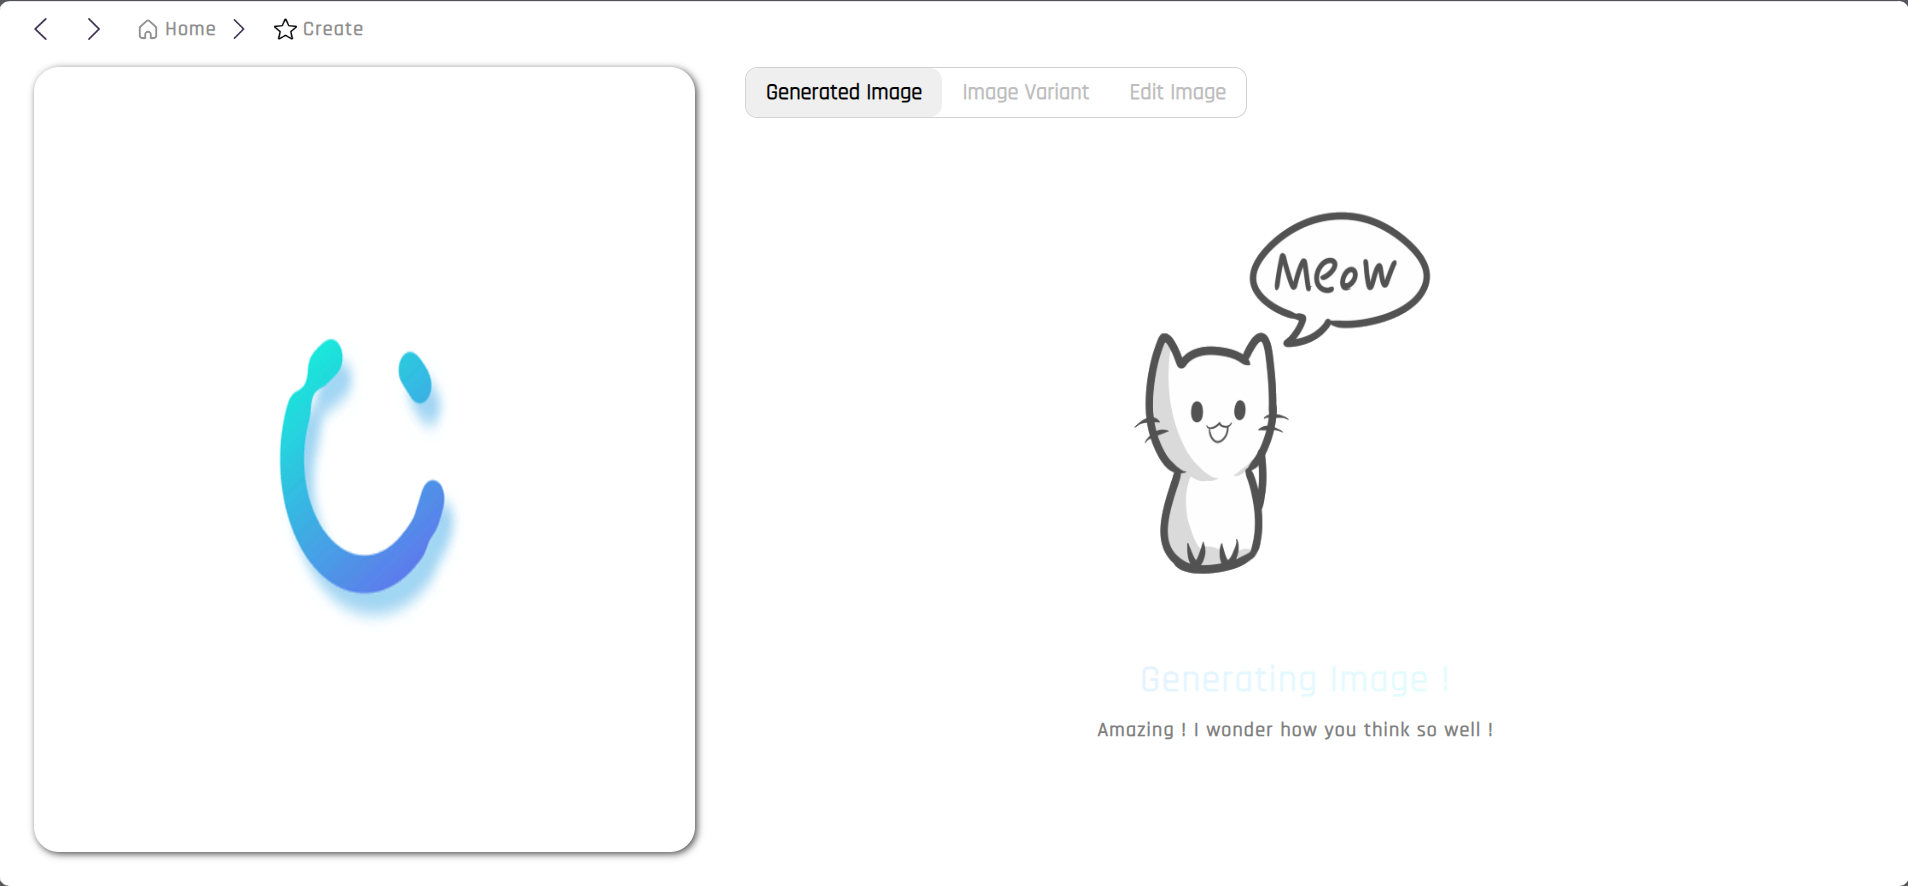 Home
Create
Generated Image
Image Variant
Edit Image
Meow
Generating Image !
Amazing ! I wonder how you think so well !